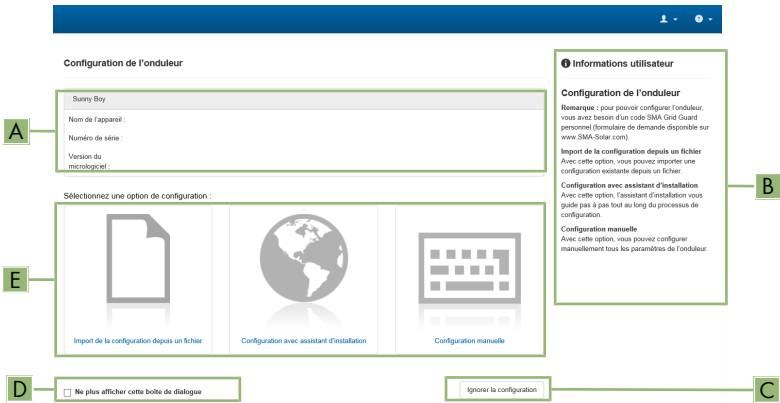 Configuration de l'onduleur
A
Sunny Boy
Nom de l'appareil :
Numéro de série :
Version du
micrologiciel :
Sélectionnez une option de configuration :
E
Import de la configuration depuis un fichier
Configuration avec assistant d'installation
Configuration manuelle
D
Ne plus afficher cette boîte de dialogue
Ignorer la configuration
C
Informations utilisateur
Configuration de l'onduleur
Remarque : pour pouvoir configurer l'onduleur,
vous avez besoin d'un code SMA Grid Guard
personnel (formulaire de demande disponible sur
www.SMA-Solar.com).
Import de la configuration depuis un fichier
Avec cette option, vous pouvez importer une
configuration existante depuis un fichier.
Configuration avec assistant d'installation
Avec cette option, l'assistant d'installation vous
guide pas à pas tout au long du processus de
configuration.
Configuration manuelle
Avec cette option, vous pouvez configurer
manuellement tous les paramètres de l'onduleur.
B